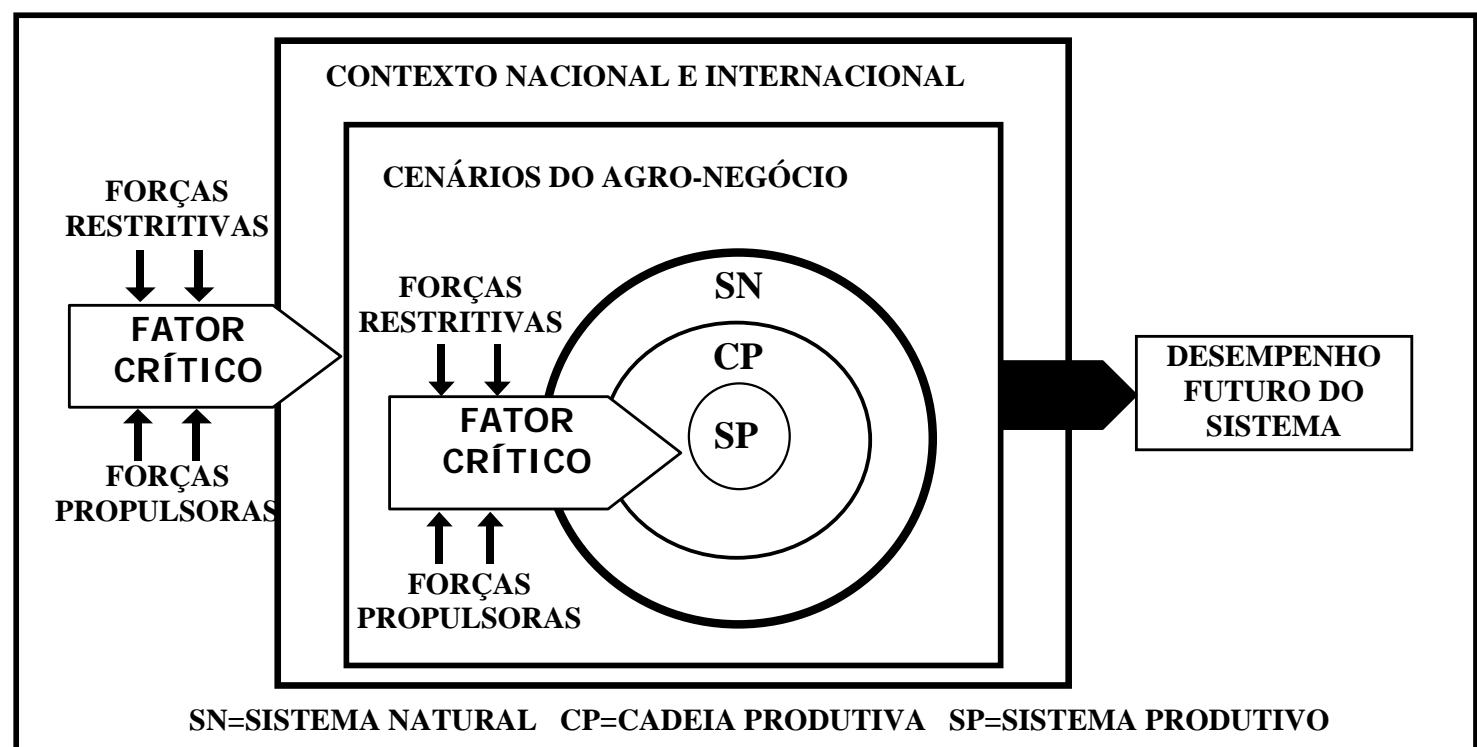 CONTEXTO NACIONAL E INTERNACIONAL
CENÁRIOS DO AGRO-NEGÓCIO
FORÇAS
RESTRITIVAS
FATOR
CRÍTICO
FORÇAS
PROPULSORAS
FORÇAS
RESTRITIVAS
FATOR
CRÍTICO
FORÇAS
PROPULSORAS
SN
CP
SP
DESEMPENHO
FUTURO DO
SISTEMA
SN=SISTEMA NATURAL CP=CADEIA PRODUTIVA SP=SISTEMA PRODUTIVO